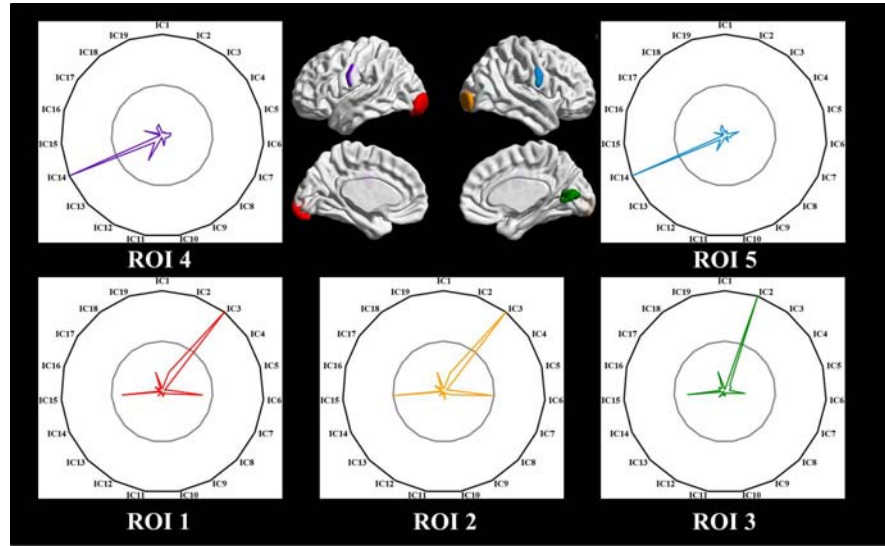 IC1
IC19 IC2
IC18 IC3
IC17 IC4
IC16 IC5
IC15 IC6
IC14 IC7
IC13 IC8
IC12 IC9
IC11 IC10
ROI 4
IC1
IC19 IC2
IC18 IC3
IC17 IC4
IC16 IC5
IC15 IC6
IC14 IC7
IC13 IC8
IC12 IC9
IC11 IC10
ROI 5
IC1
IC19 IC2
IC18 IC3
IC17 IC4
IC16 IC5
IC15 IC6
IC14 IC7
IC13 IC8
IC12 IC9
IC11 IC10
ROI 1
IC1
IC19 IC2
IC18 IC3
IC17 IC4
IC16 IC5
IC15 IC6
IC14 IC7
IC13 IC8
IC12 IC9
IC11 IC10
ROI 2
IC1
IC19 IC2
IC18 IC3
IC17 IC4
IC16 IC5
IC15 IC6
IC14 IC7
IC13 IC8
IC12 IC9
IC11 IC10
ROI 3